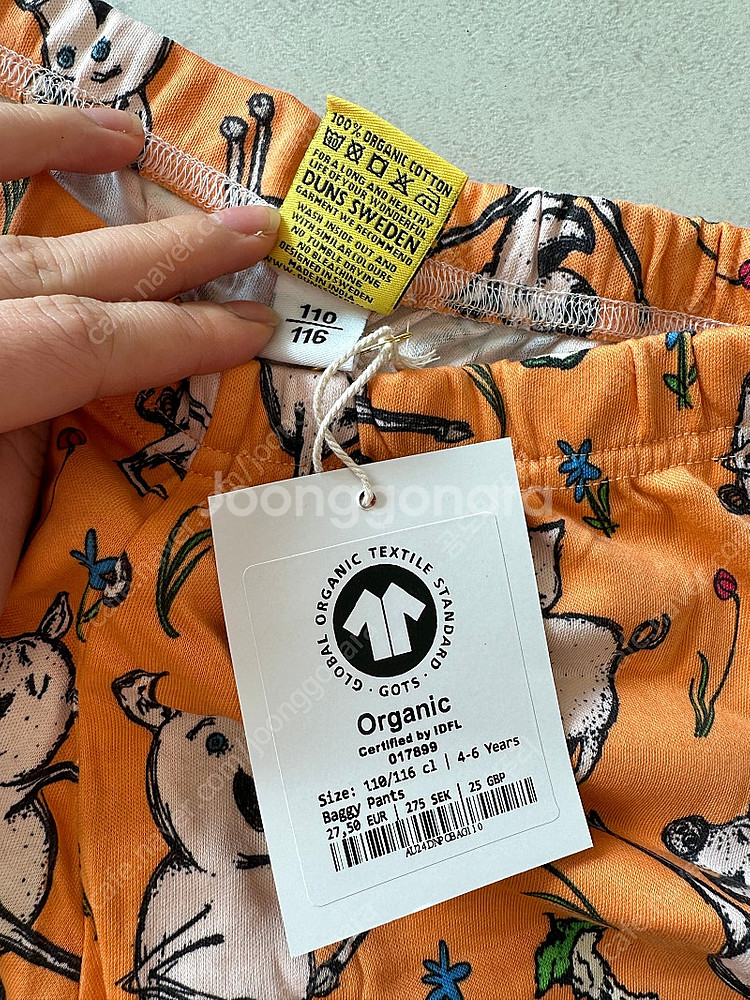 100% ORGANIC COTTON
FOR A LONG AND HEALTHY
USE OF YOUR WONDERFUL
DUNS SWEDEN
GARMENT WE RECOMMEND
WASH INSIDE OUT AND
WITH SIMILAR COLOURS
NO TUMBLE DRYING
NO BLEACHING
DESIGNED IN SWEDEN
MADE IN INDIA
110
116
Joonggonara
GLOBAL ORGANIC TEXTILE STANDARD · GOTS ·
Organic
Certified by IDFL
017899
Size: 110/116 cl | 4-6 Years
Baggy Pants
27,50 EUR | 275 SEK | 25 GBP
AU24DNPOBAG110